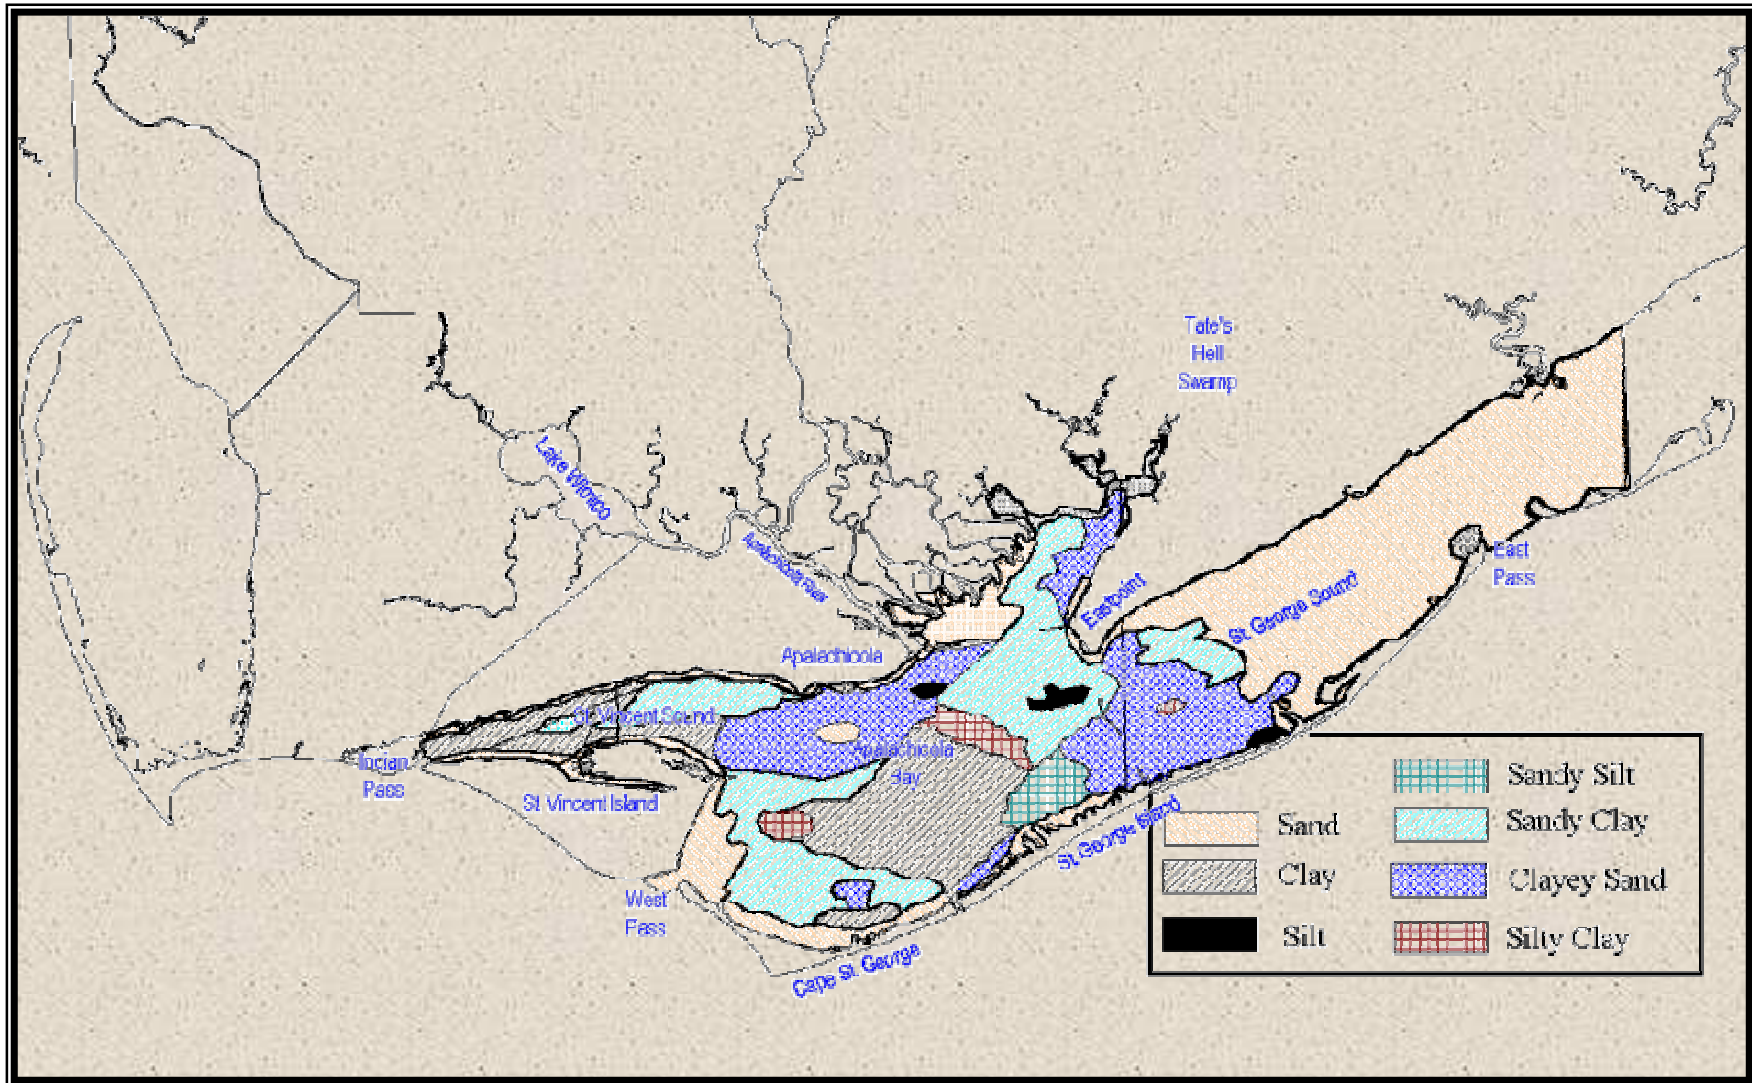 Tate's
Hell
Swamp
Lake Wimico
Apalachicola River
East
Pass
Eastpoint
St. George Sound
Apalachicola
St. Vincent Sound
Apalachicola
Bay
Indian
Pass
St. Vincent Island
St. George Island
West
Pass
Cape St. George
Sandy Silt
Sand
Sandy Clay
Clay
Clayey Sand
Silt
Silty Clay